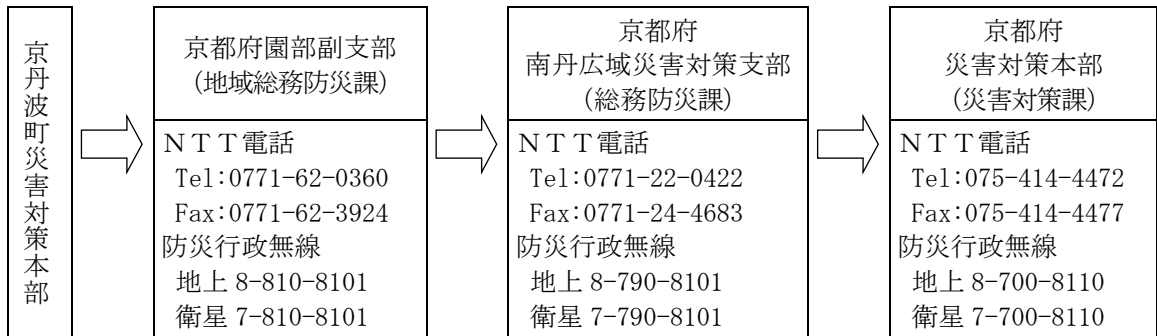 京丹波町災害対策本部
京都府園部副支部
(地域総務防災課)
ＮＴＴ電話
Tel:0771-62-0360
Fax:0771-62-3924
防災行政無線
地上 8-810-8101
衛星 7-810-8101
京都府
南丹広域災害対策支部
(総務防災課)
ＮＴＴ電話
Tel:0771-22-0422
Fax:0771-24-4683
防災行政無線
地上 8-790-8101
衛星 7-790-8101
京都府
災害対策本部
(災害対策課)
ＮＴＴ電話
Tel:075-414-4472
Fax:075-414-4477
防災行政無線
地上 8-700-8110
衛星 7-700-8110